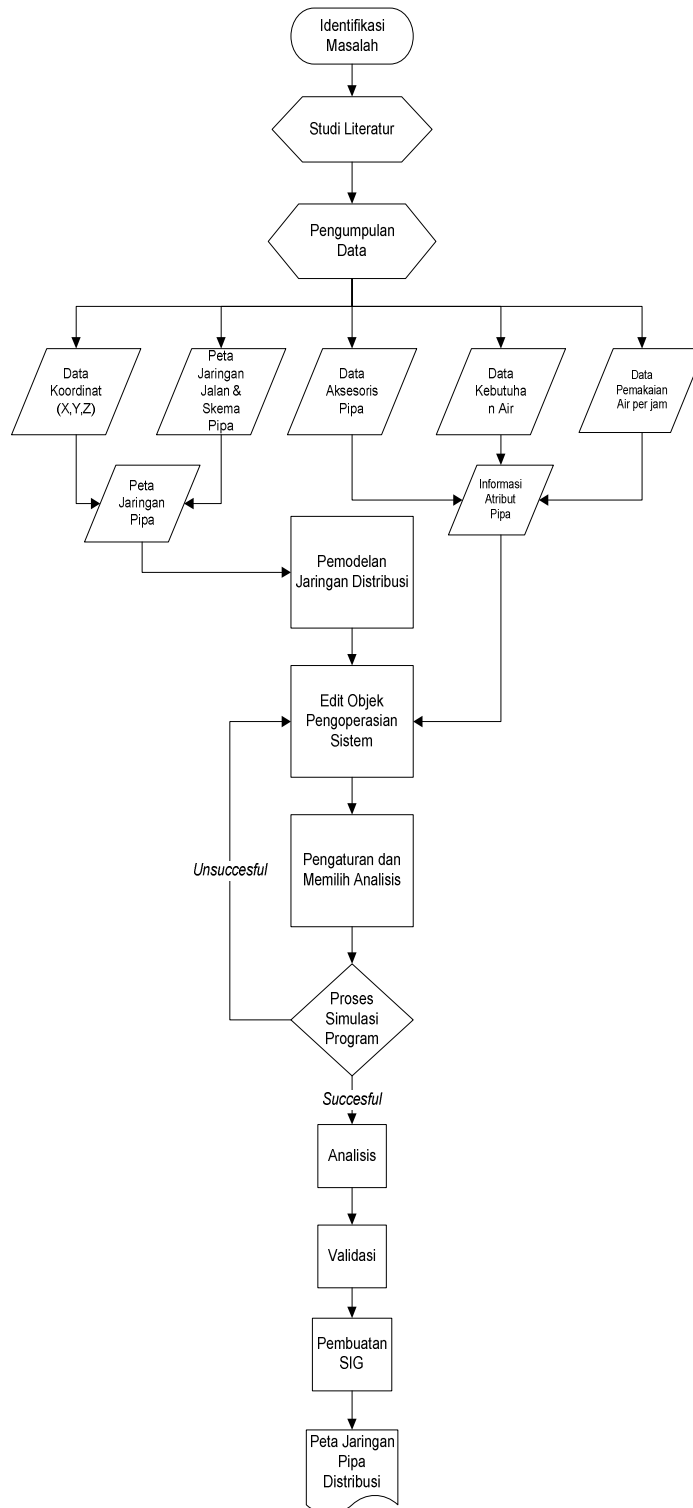 Identifikasi
Masalah
Studi Literatur
Pengumpulan
Data
Data
Koordinat
(X,Y,Z)
Peta
Jaringan
Jalan &
Skema
Pipa
Data
Aksesoris
Pipa
Data
Kebutuha
n Air
Data
Pemakaian
Air per jam
Peta
Jaringan
Pipa
Informasi
Atribut
Pipa
Pemodelan
Jaringan Distribusi
Edit Objek
Pengoperasian
Sistem
Pengaturan dan
Memilih Analisis
Unsuccesful
Proses
Simulasi
Program
Succesful
Analisis
Validasi
Pembuatan
SIG
Peta Jaringan
Pipa
Distribusi